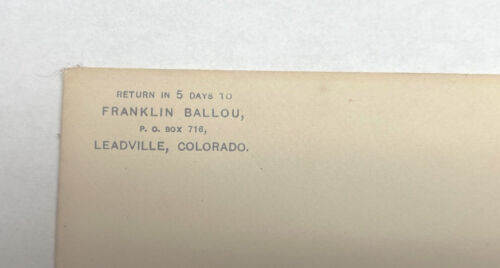 RETURN IN 5 DAYS TO
FRANKLIN BALLOU,
P. O. BOX 716,
LEADVILLE, COLORADO.